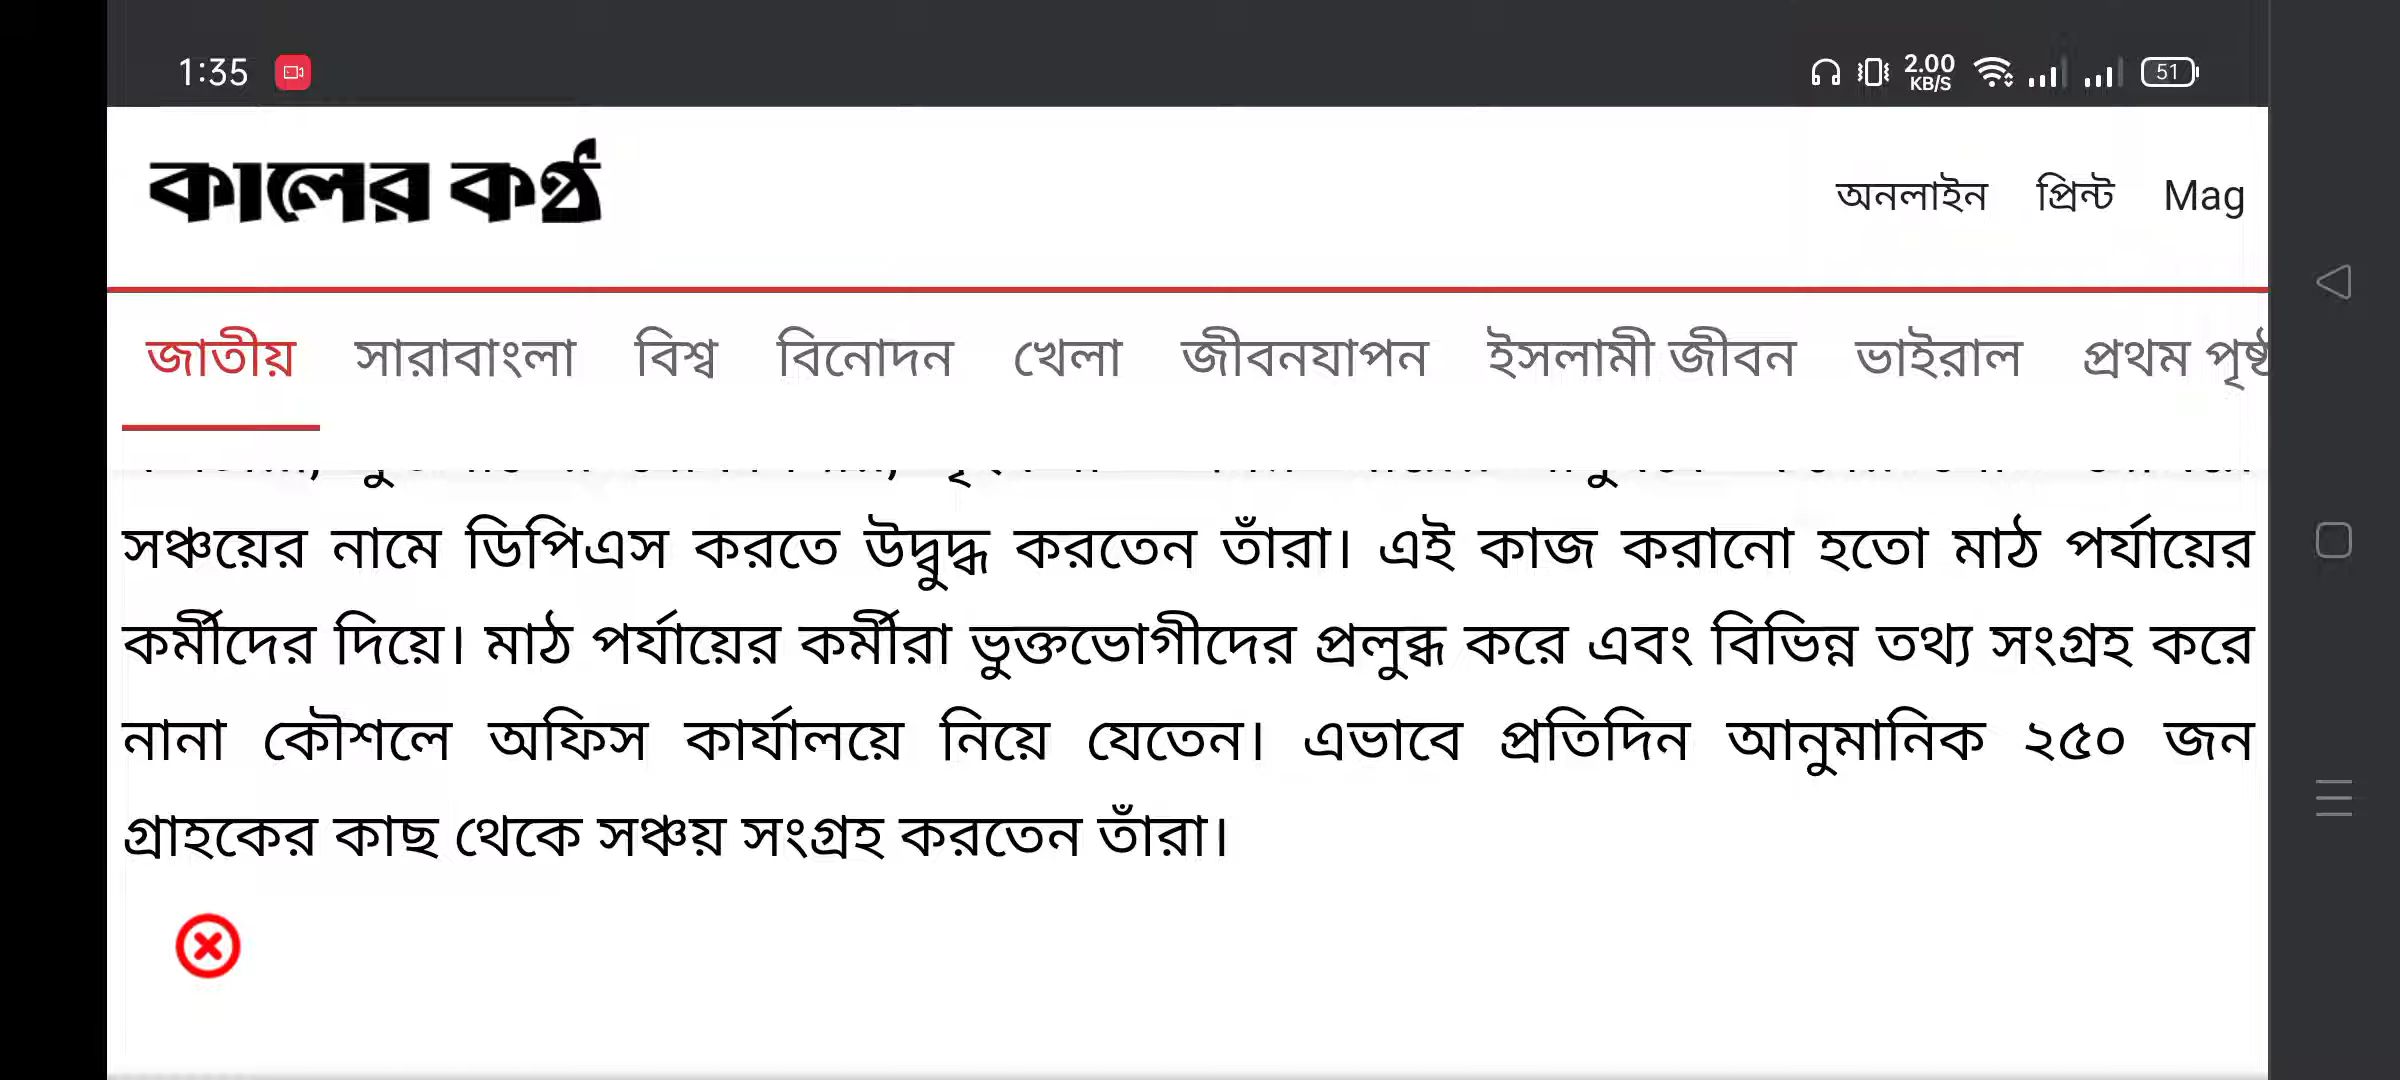 1:35
2.00
KB/S
51
কালের কণ্ঠ
অনলাইন প্রিন্ট Mag
জাতীয় সারাবাংলা বিশ্ব বিনোদন খেলা জীবনযাপন ইসলামী জীবন ভাইরাল প্রথম
সঞ্চয়ের নামে ডিপিএস করতে উদ্বুদ্ধ করতেন তাঁরা। এই কাজ করানো হতো মাঠ পর্যায়ের
কর্মীদের দিয়ে। মাঠ পর্যায়ের কর্মীরা ভুক্তভোগীদের প্রলুব্ধ করে এবং বিভিন্ন তথ্য সংগ্রহ করে
নানা কৌশলে অফিস কার্যালয়ে নিয়ে যেতেন। এভাবে প্রতিদিন আনুমানিক ২৫০ জন
গ্রাহকের কাছ থেকে সঞ্চয় সংগ্রহ করতেন তাঁরা।